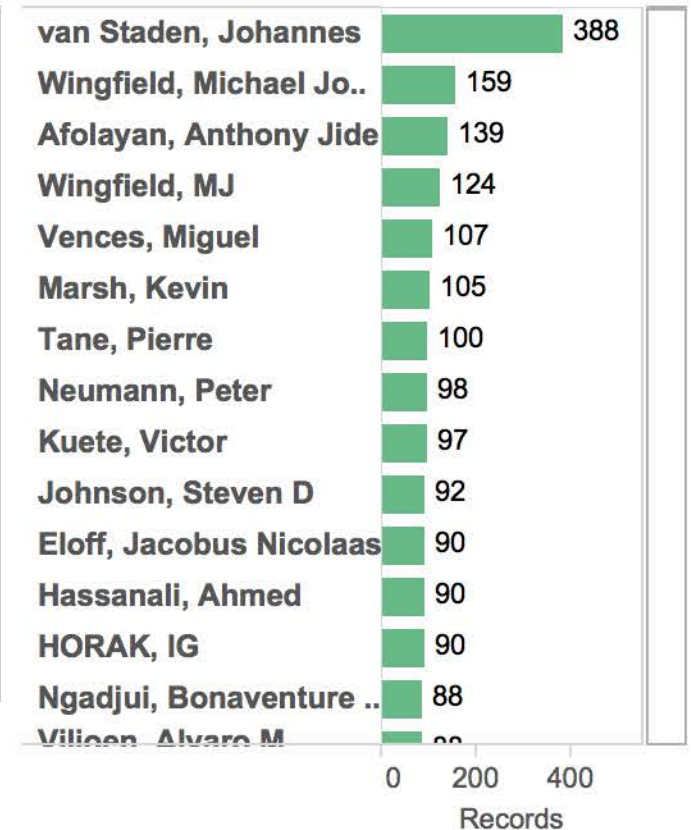 van Staden, Johannes 388
Wingfield, Michael Jo.. 159
Afolayan, Anthony Jide 139
Wingfield, MJ 124
Vences, Miguel 107
Marsh, Kevin 105
Tane, Pierre 100
Neumann, Peter 98
Kuete, Victor 97
Johnson, Steven D 92
Eloff, Jacobus Nicolaas 90
Hassanali, Ahmed 90
HORAK, IG 90
Ngadjui, Bonaventure .. 88
Viljoen, Alvaro M
0 200 400
Records